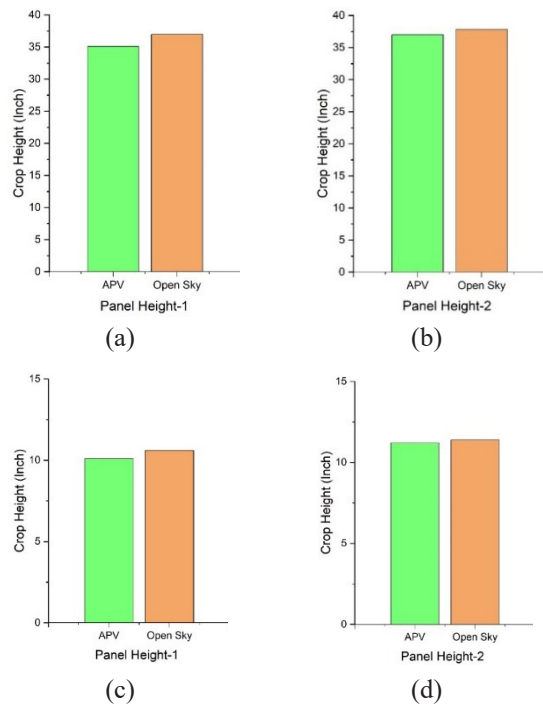 40
35
30
25
20
15
10
5
0
Crop Height (Inch)
APV Open Sky
Panel Height-1
(a)
40
35
30
25
20
15
10
5
0
Crop Height (Inch)
APV Open Sky
Panel Height-2
(b)
15
10
5
0
Crop Height (Inch)
APV Open Sky
Panel Height-1
(c)
15
10
5
0
Crop Height (Inch)
APV Open Sky
Panel Height-2
(d)